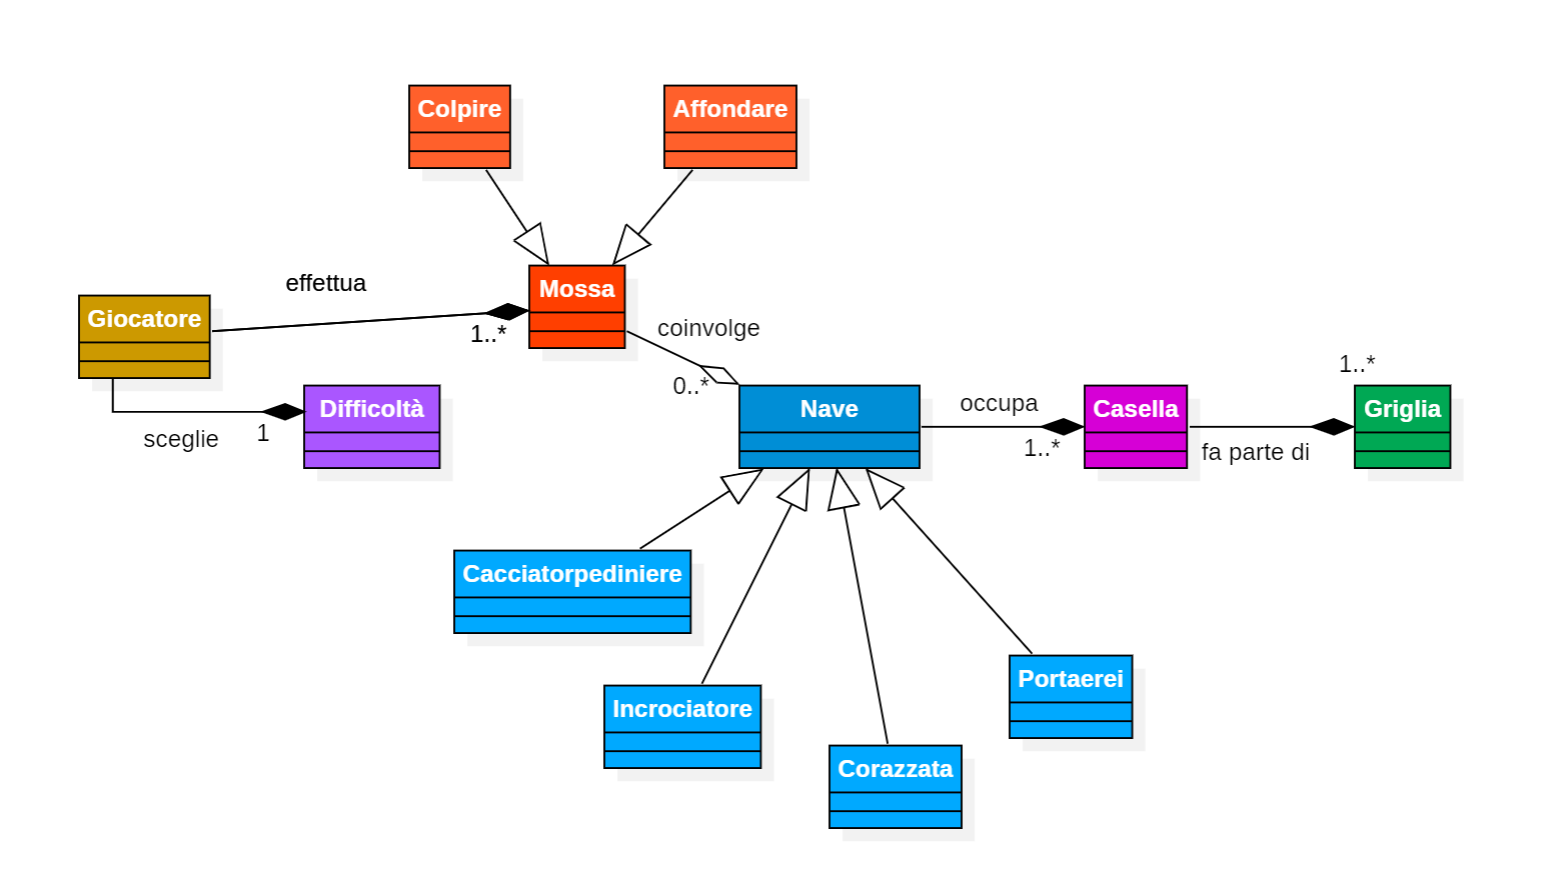 Colpire
Affondare
effettua
Mossa
Giocatore
1..*
coinvolge
1..*
0..*
Difficoltà
Nave
occupa
Casella
Griglia
sceglie
1
1..*
fa parte di
Cacciatorpediniere
Portaerei
Incrociatore
Corazzata